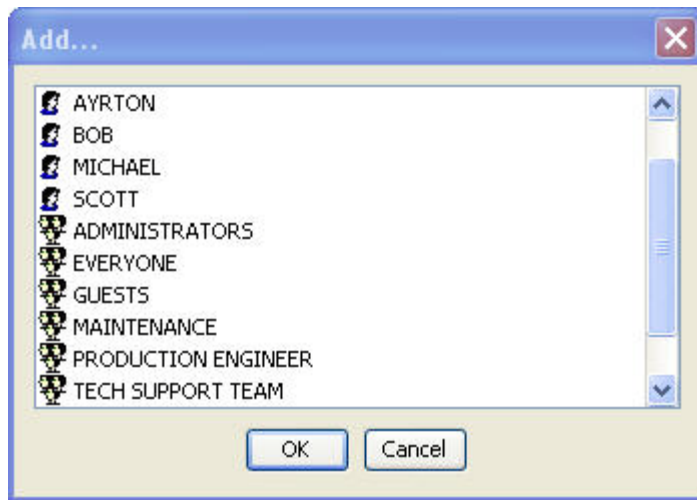 Add...
AYRTON
BOB
MICHAEL
SCOTT
ADMINISTRATORS
EVERYONE
GUESTS
MAINTENANCE
PRODUCTION ENGINEER
TECH SUPPORT TEAM
OK Cancel